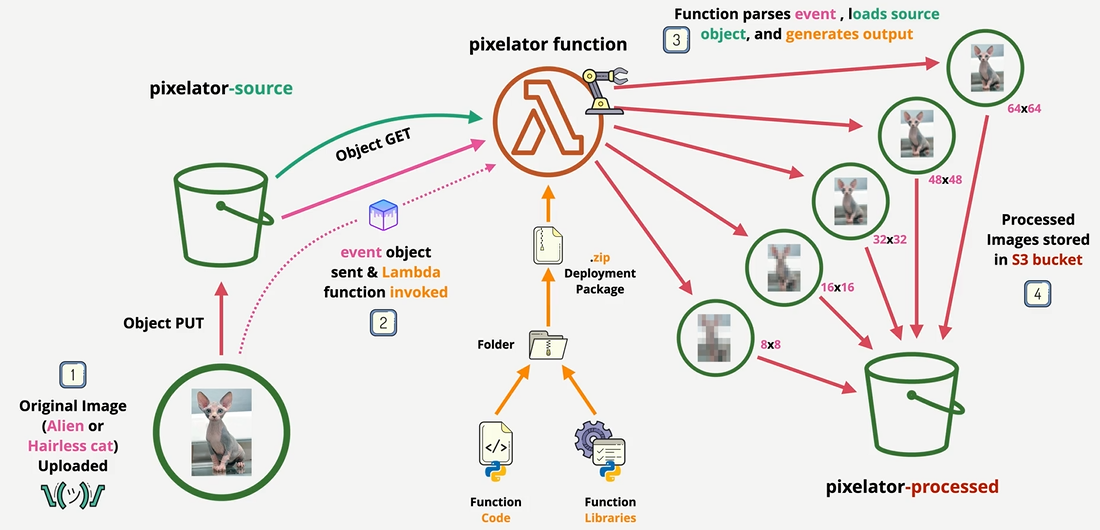 Function parses event , loads source
object, and generates output
3
pixelator function
pixelator-source
Object GET
64x64
48x48
32x32
16x16
8x8
Processed
Images stored
in S3 bucket
4
event object
sent & Lambda
function invoked
2
.zip
Deployment
Package
Object PUT
Folder
1
Original Image
(Alien or
Hairless cat)
Uploaded
¯\_(ツ)_/¯
</>
Function
Code
Function
Libraries
pixelator-processed